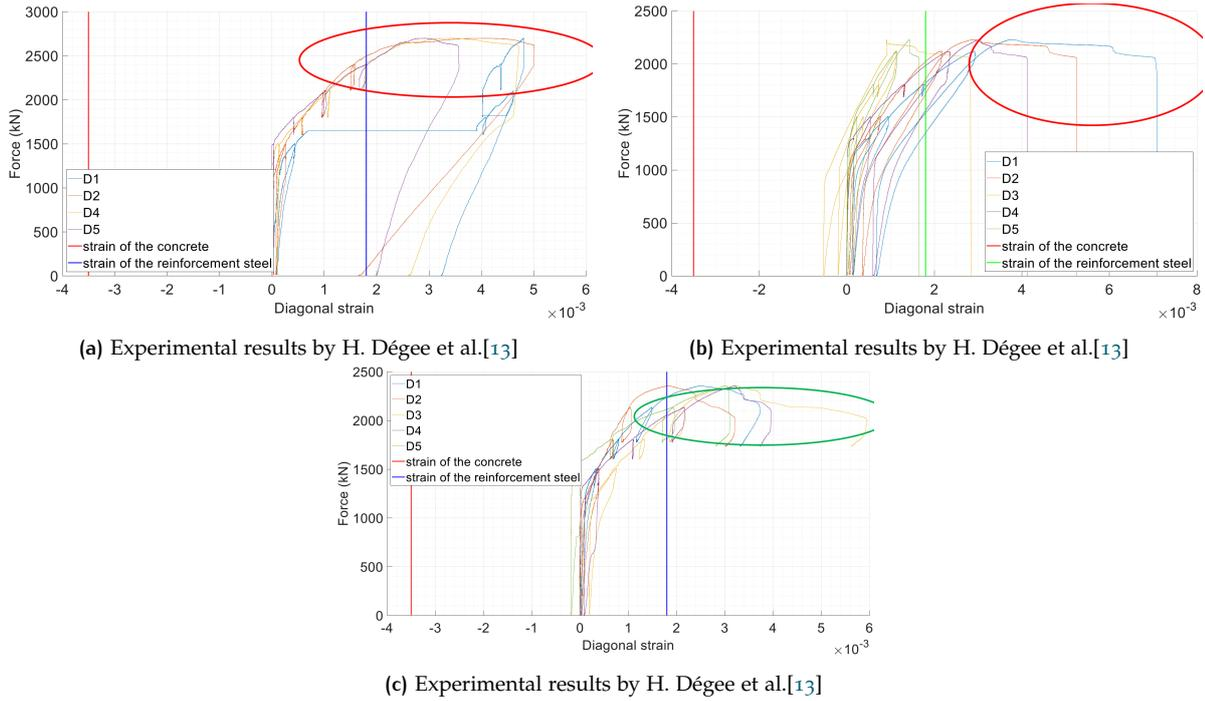 3000
2500
2000
1500
1000
500
0
Force (kN)
D1
D2
D4
D5
strain of the concrete
strain of the reinforcement steel
-4 -3 -2 -1 0 1 2 3 4 5 6
Diagonal strain
×10⁻³
(a) Experimental results by H. Dégee et al.[13]
2500
2000
1500
1000
500
0
Force (kN)
D1
D2
D3
D4
D5
strain of the concrete
strain of the reinforcement steel
-4 -2 0 2 4 6 8
Diagonal strain
×10⁻³
(b) Experimental results by H. Dégee et al.[13]
2500
2000
1500
1000
500
0
Force (kN)
D1
D2
D3
D4
D5
strain of the concrete
strain of the reinforcement steel
-4 -3 -2 -1 0 1 2 3 4 5 6
Diagonal strain
×10⁻³
(c) Experimental results by H. Dégee et al.[13]